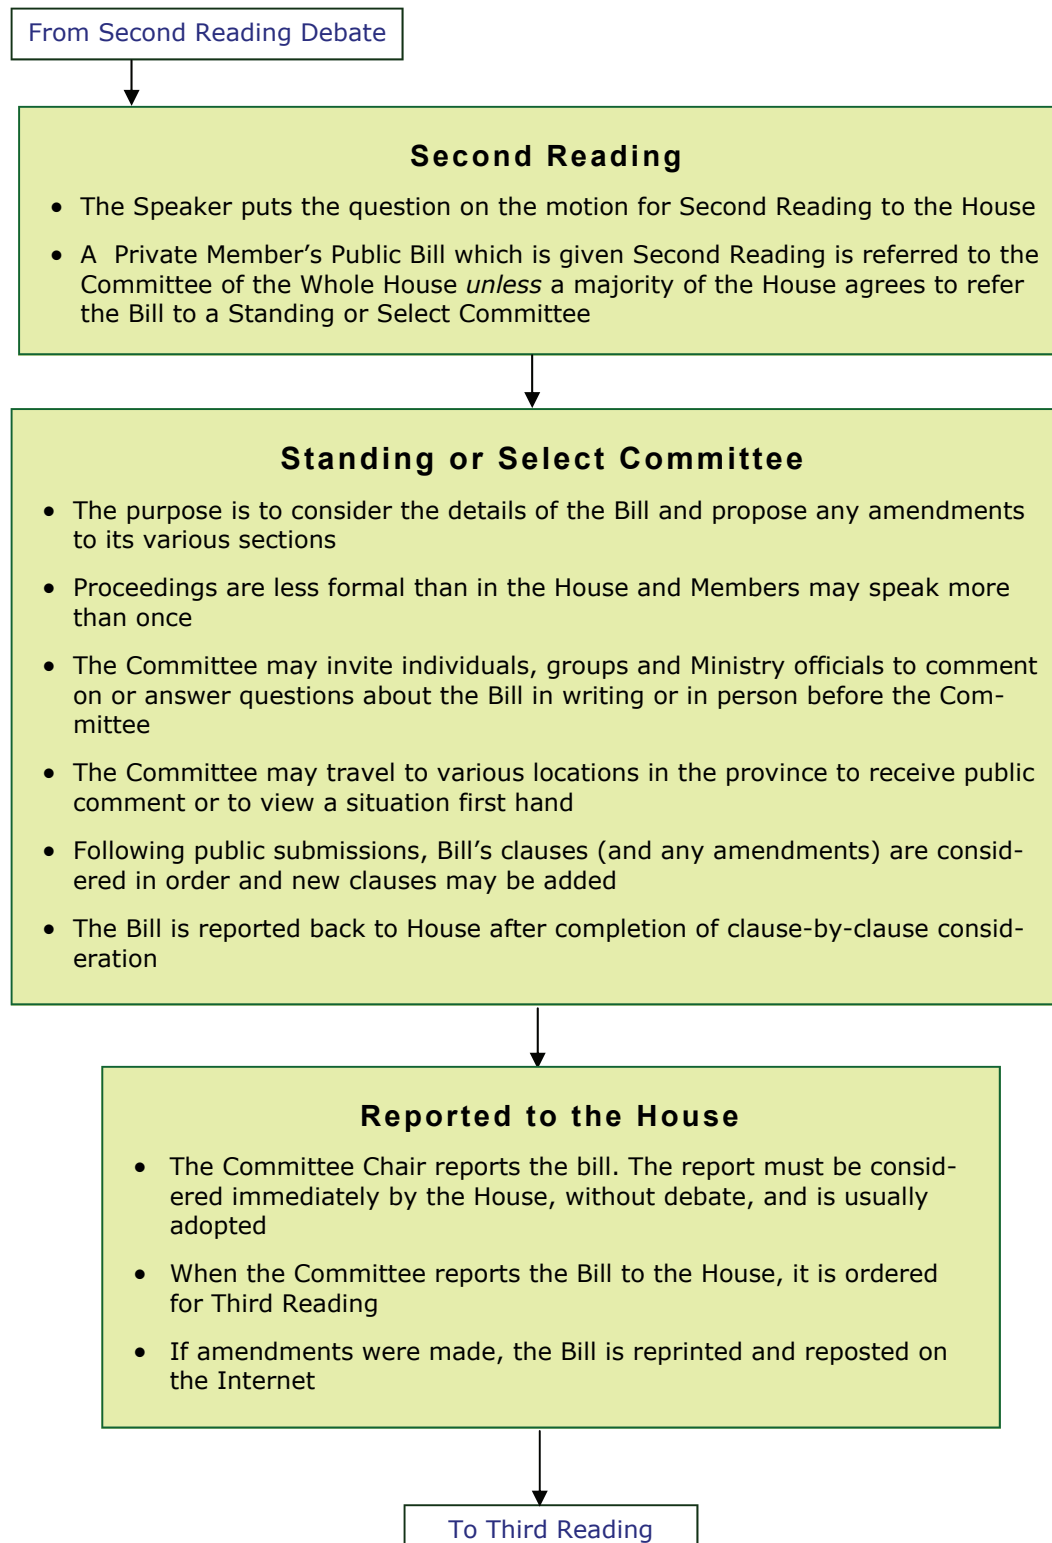 From Second Reading Debate
Second Reading
• The Speaker puts the question on the motion for Second Reading to the House
• A  Private Member’s Public Bill which is given Second Reading is referred to the
Committee of the Whole House unless a majority of the House agrees to refer
the Bill to a Standing or Select Committee
Standing or Select Committee
• The purpose is to consider the details of the Bill and propose any amendments
to its various sections
• Proceedings are less formal than in the House and Members may speak more
than once
• The Committee may invite individuals, groups and Ministry officials to comment
on or answer questions about the Bill in writing or in person before the Com-
mittee
• The Committee may travel to various locations in the province to receive public
comment or to view a situation first hand
• Following public submissions, Bill’s clauses (and any amendments) are consid-
ered in order and new clauses may be added
• The Bill is reported back to House after completion of clause-by-clause consid-
eration
Reported to the House
• The Committee Chair reports the bill. The report must be consid-
ered immediately by the House, without debate, and is usually
adopted
• When the Committee reports the Bill to the House, it is ordered
for Third Reading
• If amendments were made, the Bill is reprinted and reposted on
the Internet
To Third Reading